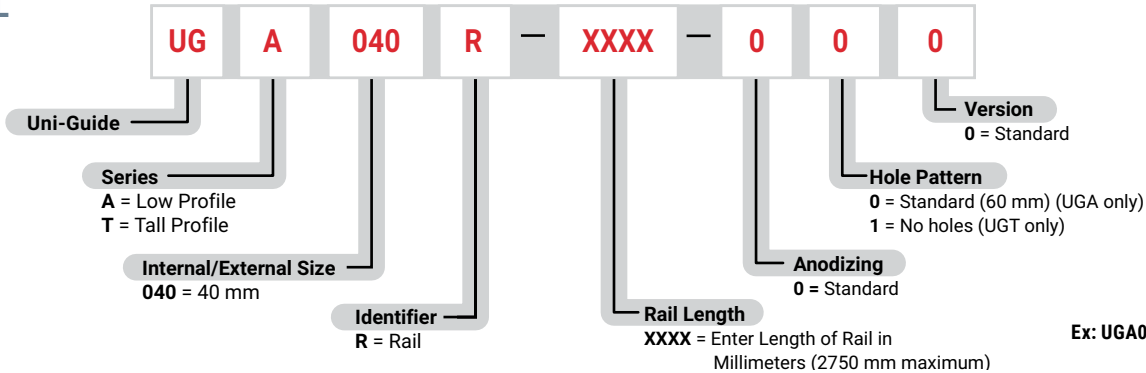 UG A 040 R – XXXX – 0 0 0
Uni-Guide
Series
A = Low Profile
T = Tall Profile
Internal/External Size
040 = 40 mm
Identifier
R = Rail
Rail Length
XXXX = Enter Length of Rail in
Millimeters (2750 mm maximum)
Anodizing
0 = Standard
Hole Pattern
0 = Standard (60 mm) (UGA only)
1 = No holes (UGT only)
Version
0 = Standard
Ex: UGA0